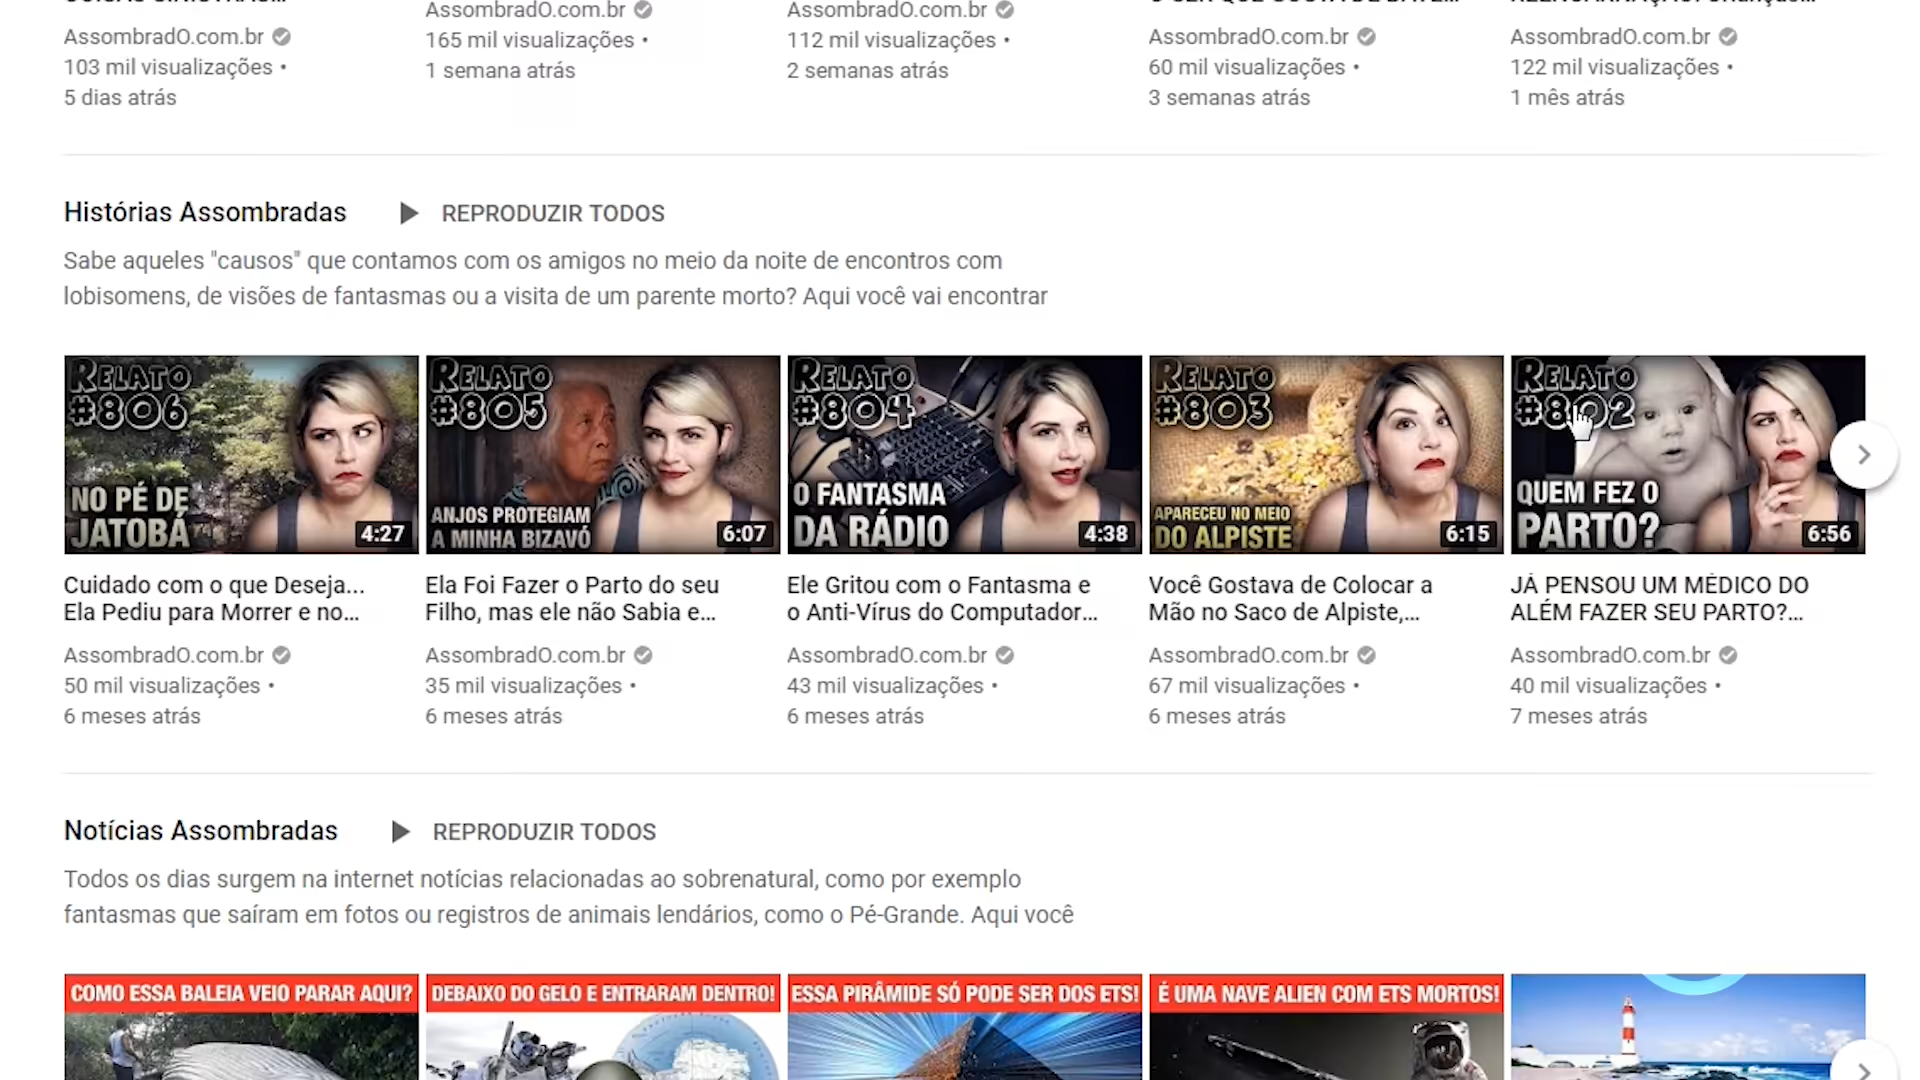 AssombradO.com.br
103 mil visualizações •
5 dias atrás
AssombradO.com.br
165 mil visualizações •
1 semana atrás
AssombradO.com.br
112 mil visualizações •
2 semanas atrás
AssombradO.com.br
60 mil visualizações •
3 semanas atrás
AssombradO.com.br
122 mil visualizações •
1 mês atrás
Histórias Assombradas
REPRODUZIR TODOS
Sabe aqueles "causos" que contamos com os amigos no meio da noite de encontros com
lobisomens, de visões de fantasmas ou a visita de um parente morto? Aqui você vai encontrar
RELATO
#806
NO PÉ DE
JATOBÁ
4:27
RELATO
#805
ANJOS PROTEGIAM
A MINHA BIZAVÓ
6:07
RELATO
#804
O FANTASMA
DA RÁDIO
4:38
RELATO
#803
APARECEU NO MEIO
DO ALPISTE
6:15
RELATO
#802
QUEM FEZ O
PARTO?
6:56
Cuidado com o que Deseja...
Ela Pediu para Morrer e no...
AssombradO.com.br
50 mil visualizações •
6 meses atrás
Ela Foi Fazer o Parto do seu
Filho, mas ele não Sabia e...
AssombradO.com.br
35 mil visualizações •
6 meses atrás
Ele Gritou com o Fantasma e
o Anti-Vírus do Computador...
AssombradO.com.br
43 mil visualizações •
6 meses atrás
Você Gostava de Colocar a
Mão no Saco de Alpiste,...
AssombradO.com.br
67 mil visualizações •
6 meses atrás
JÁ PENSOU UM MÉDICO DO
ALÉM FAZER SEU PARTO?...
AssombradO.com.br
40 mil visualizações •
7 meses atrás
Notícias Assombradas
REPRODUZIR TODOS
Todos os dias surgem na internet notícias relacionadas ao sobrenatural, como por exemplo
fantasmas que saíram em fotos ou registros de animais lendários, como o Pé-Grande. Aqui você
COMO ESSA BALEIA VEIO PARAR AQUI?
DEBAIXO DO GELO E ENTRARAM DENTRO!
ESSA PIRÂMIDE SÓ PODE SER DOS ETS!
É UMA NAVE ALIEN COM ETS MORTOS!